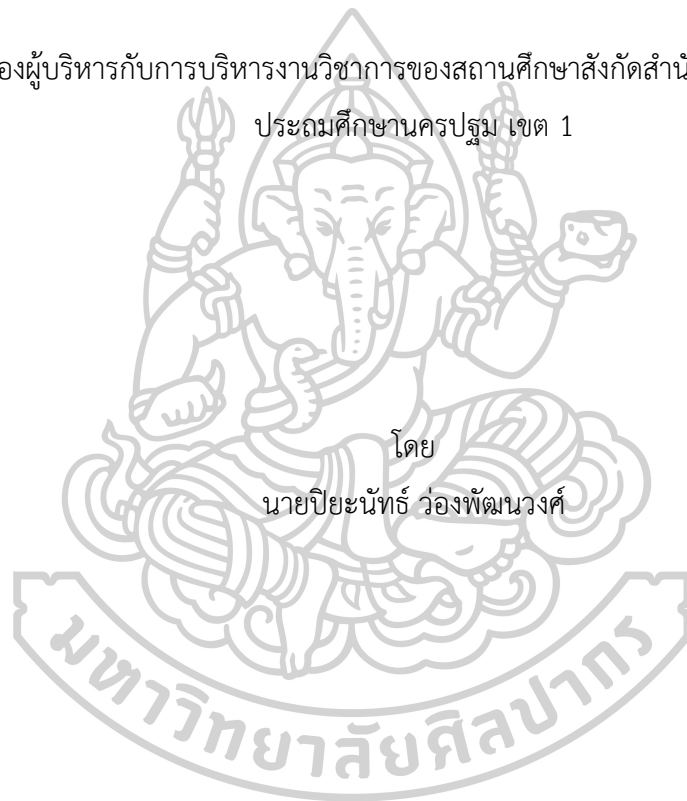 องผู้บริหารกับการบริหารงานวิชาการของสถานศึกษาสังกัดสำนั
ประถมศึกษานครปฐม เขต 1
โดย
นายปิยะนัทธ์ ว่องพัฒนวงศ์
มหาวิทยาลัยศิลปากร